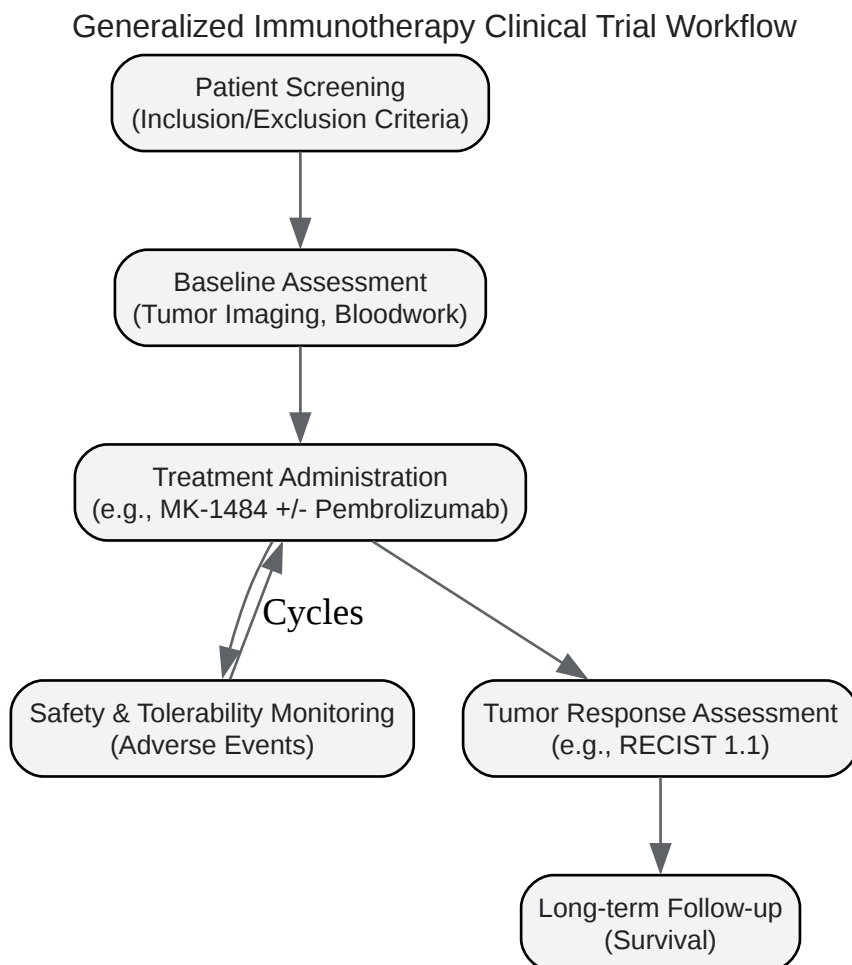 Generalized Immunotherapy Clinical Trial Workflow
Patient Screening
(Inclusion/Exclusion Criteria)
Baseline Assessment
(Tumor Imaging, Bloodwork)
Treatment Administration
(e.g., MK-1484 +/- Pembrolizumab)
Cycles
Safety & Tolerability Monitoring
(Adverse Events)
Tumor Response Assessment
(e.g., RECIST 1.1)
Long-term Follow-up
(Survival)